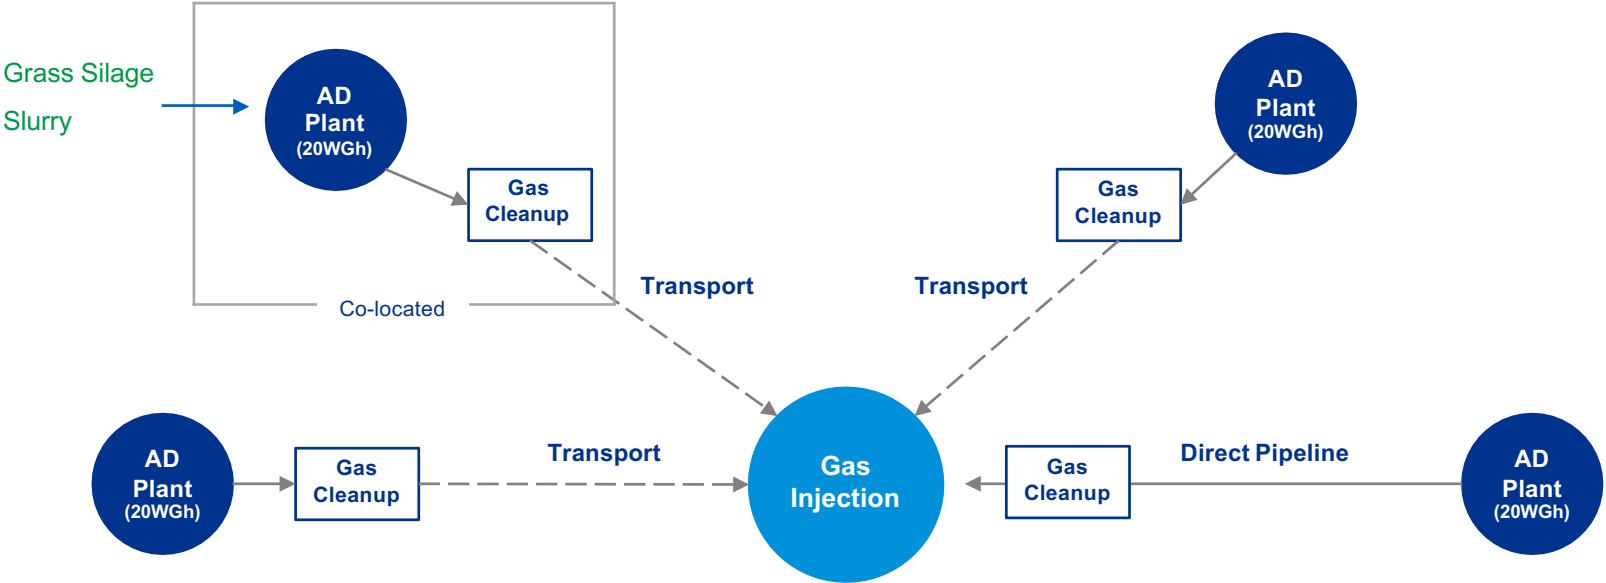 Grass Silage
Slurry
AD
Plant
(20WGh)
Gas
Cleanup
Co-located
Transport
AD
Plant
(20WGh)
Gas
Cleanup
Transport
AD
Plant
(20WGh)
Gas
Cleanup
Transport
Gas
Injection
Gas
Cleanup
Direct Pipeline
AD
Plant
(20WGh)